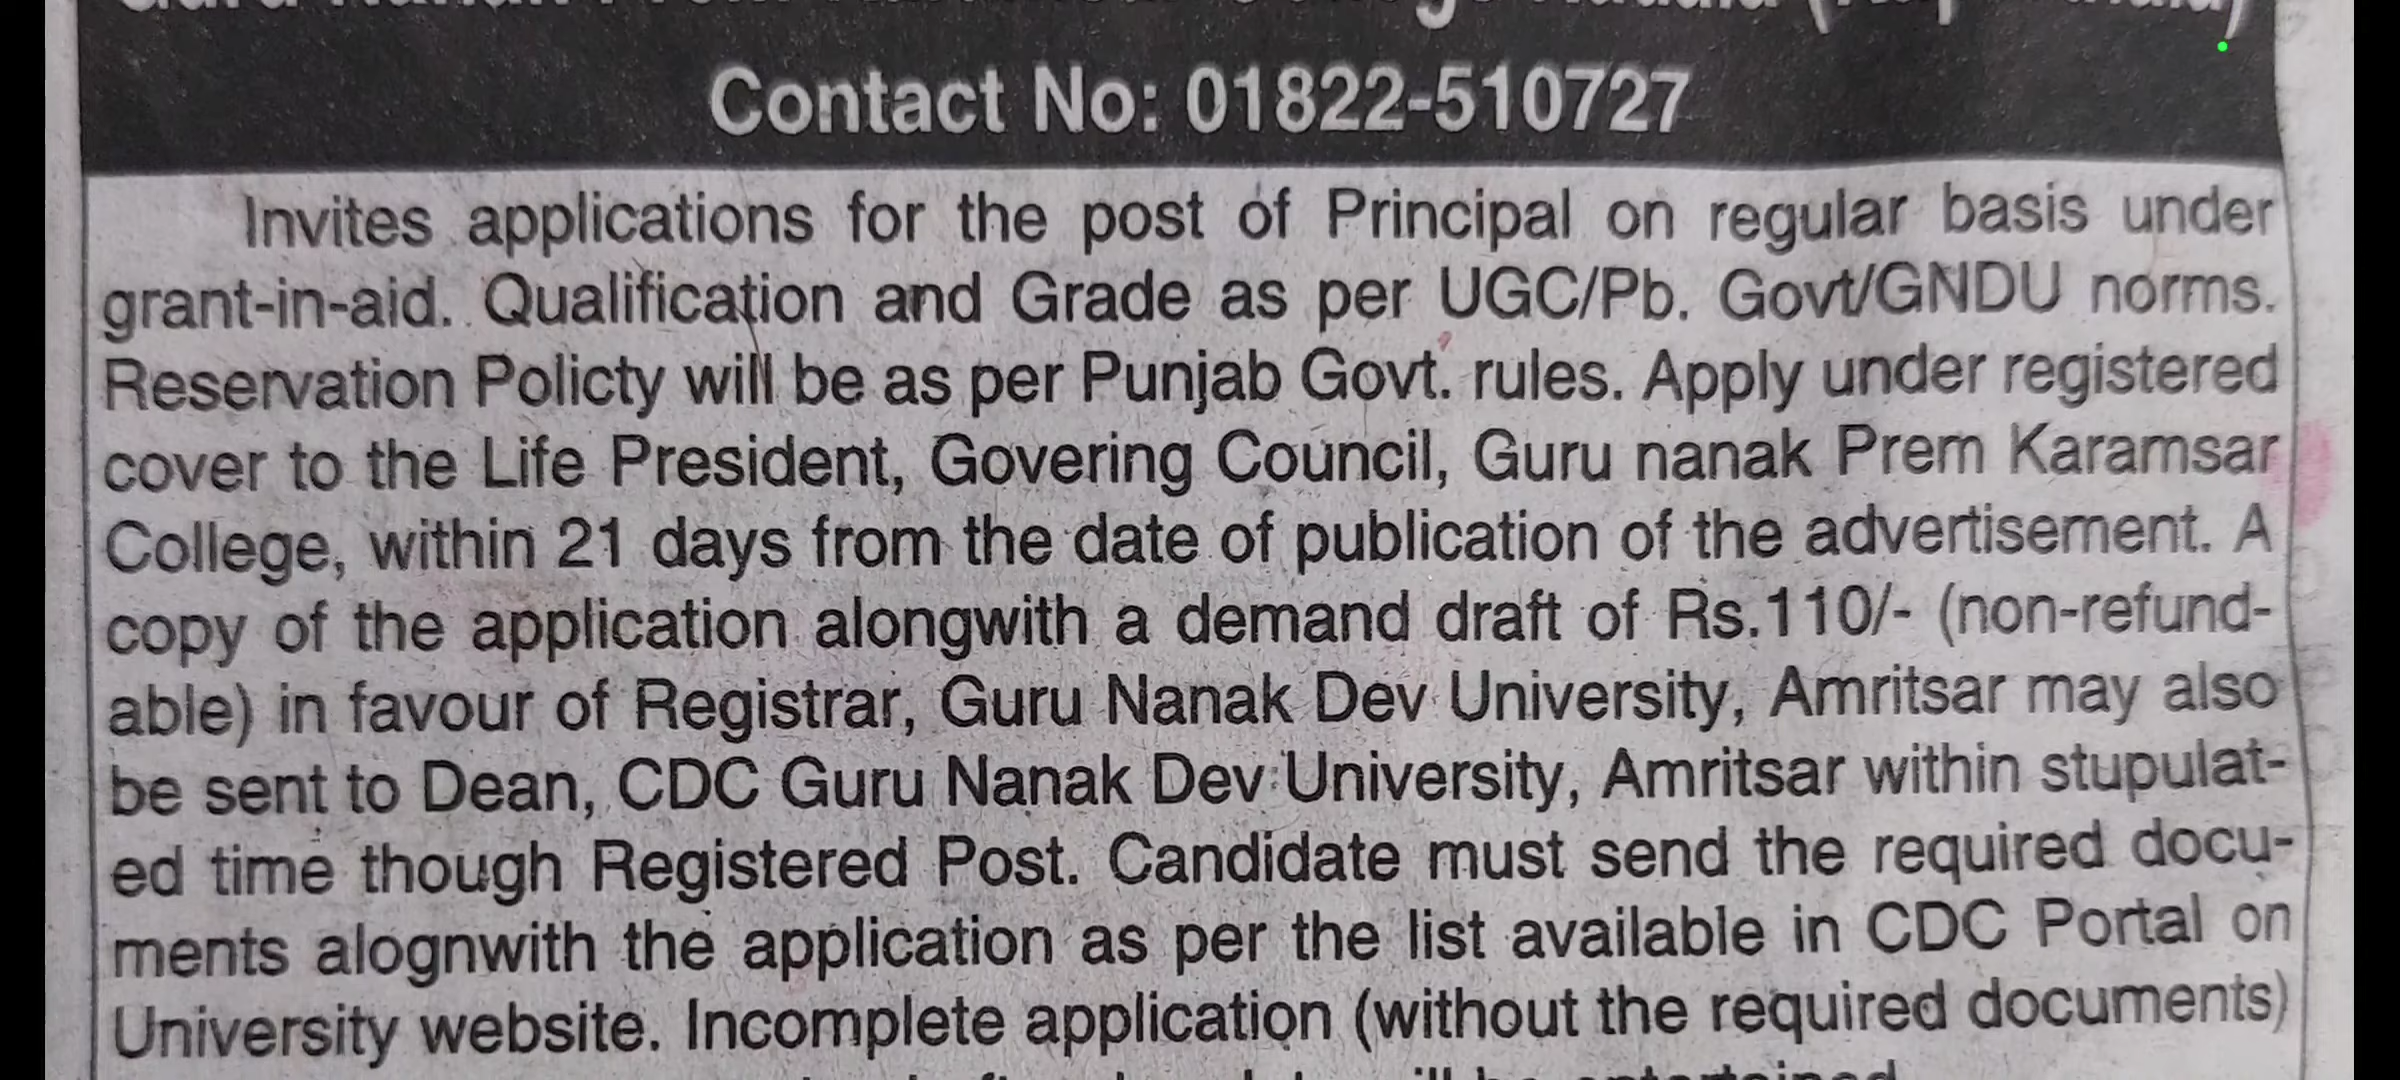 Contact No: 01822-510727
Invites applications for the post of Principal on regular basis under
grant-in-aid. Qualification and Grade as per UGC/Pb. Govt/GNDU norms.
Reservation Policty will be as per Punjab Govt. rules. Apply under registered
cover to the Life President, Govering Council, Guru nanak Prem Karamsar
College, within 21 days from the date of publication of the advertisement. A
copy of the application alongwith a demand draft of Rs.110/- (non-refund-
able) in favour of Registrar, Guru Nanak Dev University, Amritsar may also
be sent to Dean, CDC Guru Nanak Dev University, Amritsar within stupulat-
ed time though Registered Post. Candidate must send the required docu-
ments alognwith the application as per the list available in CDC Portal on
University website. Incomplete application (without the required documents)
will be entertained